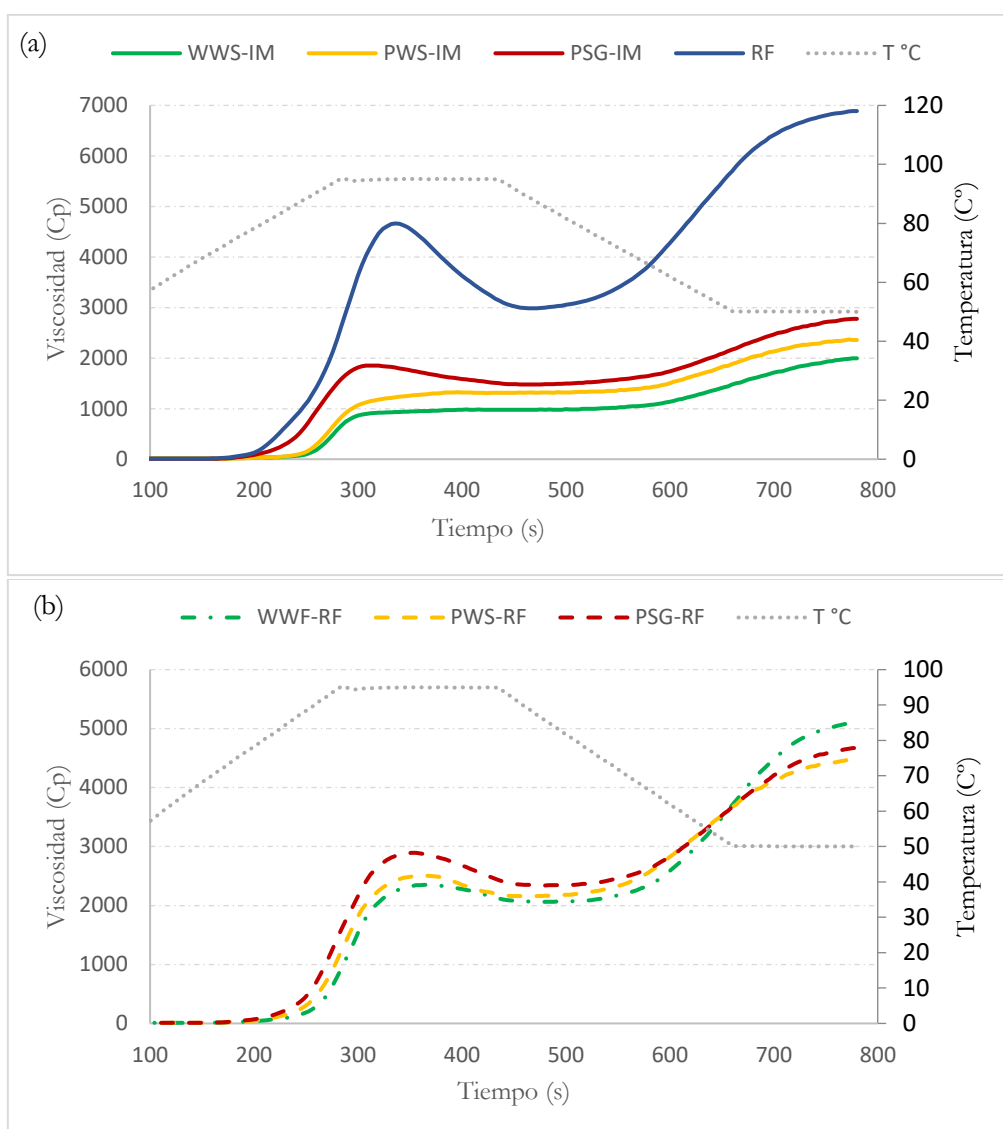 (a)
WWS-IM PWS-IM PSG-IM RF T °C
7000
6000
5000
4000
3000
2000
1000
0
Viscosidad (Cp)
120
100
80
60
40
20
0
Temperatura (Cº)
100 200 300 400 500 600 700 800
Tiempo (s)
(b)
WWF-RF PWS-RF PSG-RF T °C
6000
5000
4000
3000
2000
1000
0
Viscosidad (Cp)
100
90
80
70
60
50
40
30
20
10
0
Temperatura (Cº)
100 200 300 400 500 600 700 800
Tiempo (s)